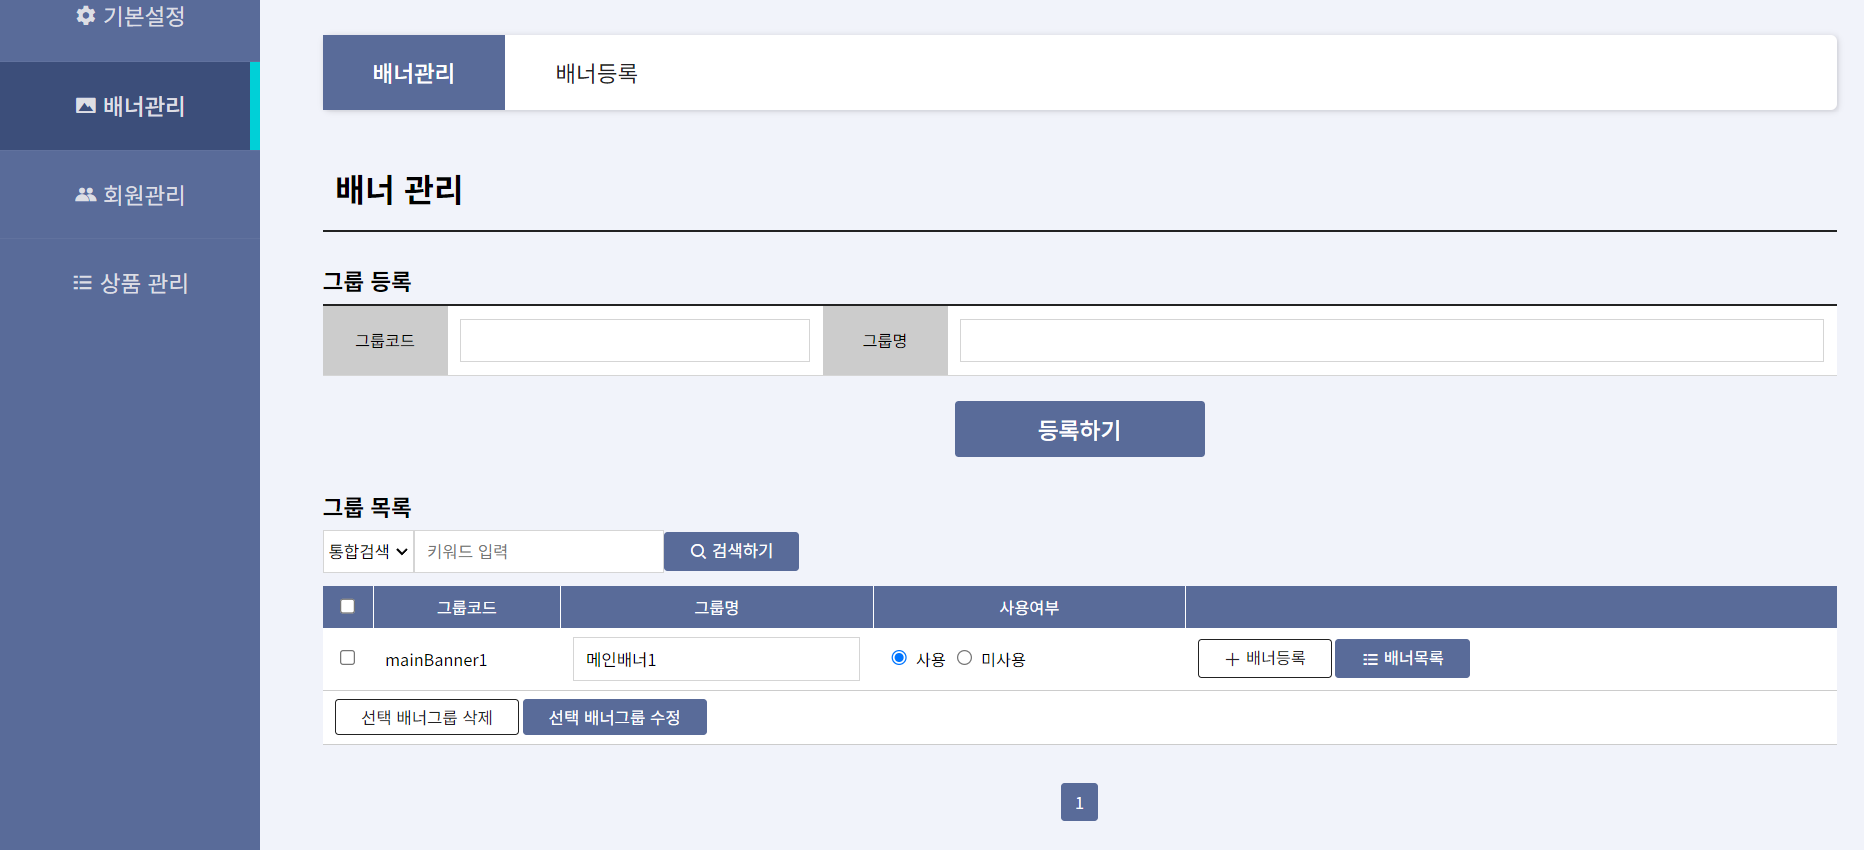 기본설정
배너관리
회원관리
상품 관리
배너관리 배너등록
배너 관리
그룹 등록
그룹코드 그룹명
등록하기
그룹 목록
통합검색 키워드 입력 검색하기
그룹코드 그룹명 사용여부
mainBanner1 메인배너1 사용 미사용 배너등록 배너목록
선택 배너그룹 삭제 선택 배너그룹 수정
1